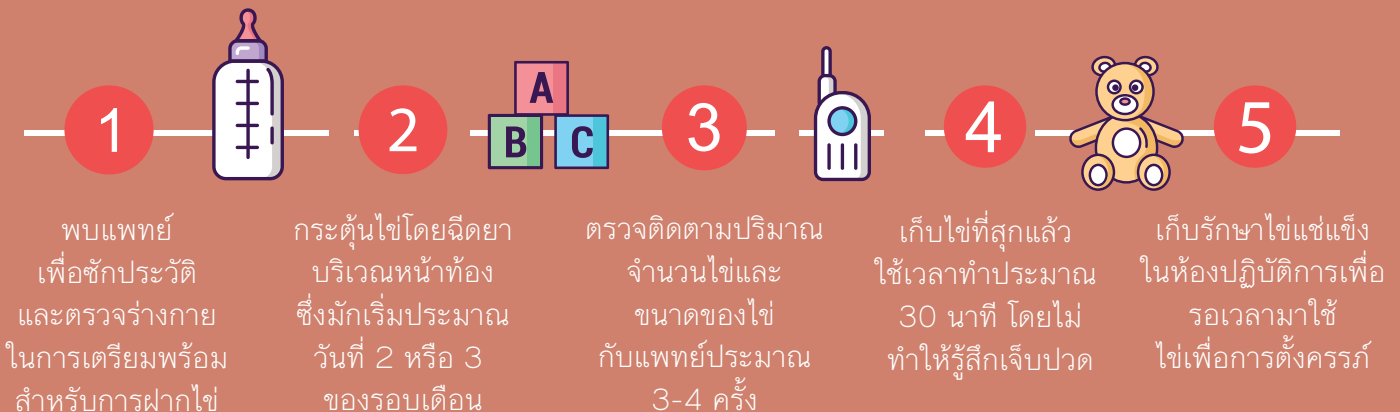 1
พบแพทย์
เพื่อซักประวัติ
และตรวจร่างกาย
ในการเตรียมพร้อม
สำหรับการฝากไข่
2
กระตุ้นไข่โดยฉีดยา
บริเวณหน้าท้อง
ซึ่งมักเริ่มประมาณ
วันที่ 2 หรือ 3
ของรอบเดือน
A
B C
3
ตรวจติดตามปริมาณ
จำนวนไข่และ
ขนาดของไข่
กับแพทย์ประมาณ
3-4 ครั้ง
4
เก็บไข่ที่สุกแล้ว
ใช้เวลาทำประมาณ
30 นาที โดยไม่
ทำให้รู้สึกเจ็บปวด
5
เก็บรักษาไข่แช่แข็ง
ในห้องปฏิบัติการเพื่อ
รอเวลามาใช้
ไข่เพื่อการตั้งครรภ์